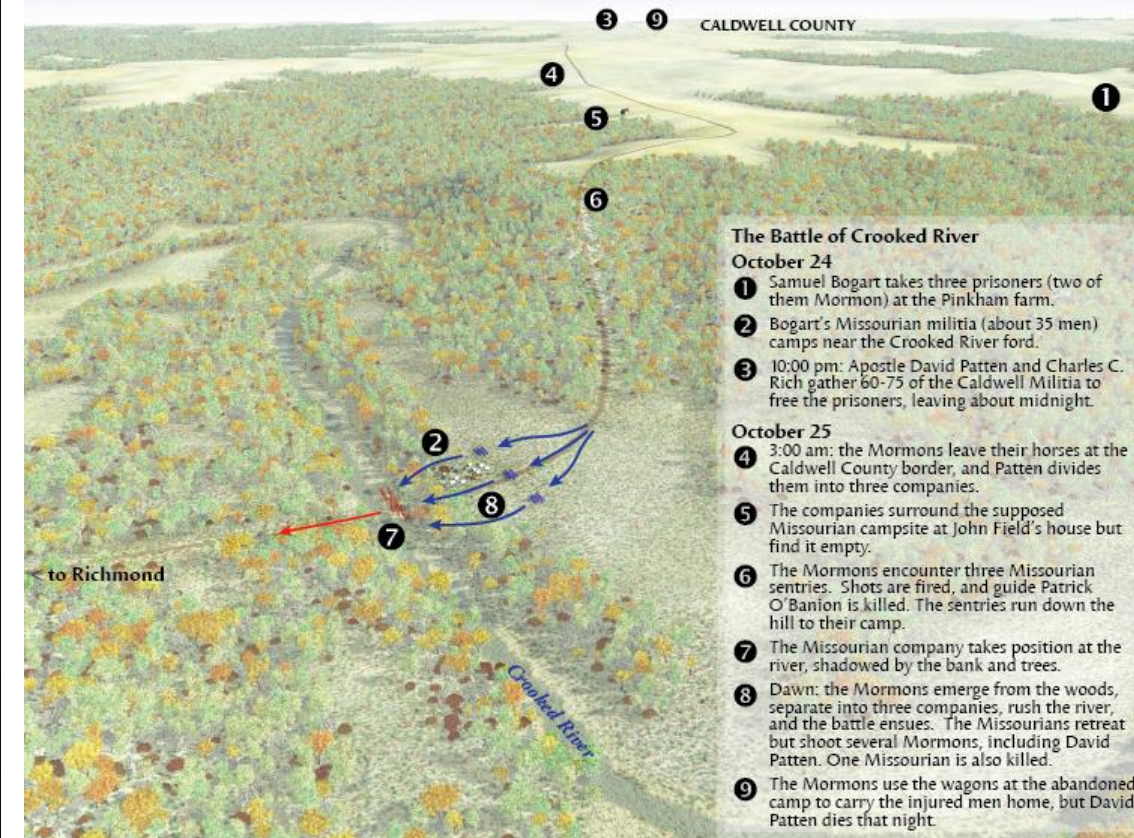 3 9 CALDWELL COUNTY
4
1
5
6
2
8
7
< to Richmond
Crooked River
The Battle of Crooked River
October 24
1 Samuel Bogart takes three prisoners (two of
them Mormon) at the Pinkham farm.
2 Bogart's Missourian militia (about 35 men)
camps near the Crooked River ford.
3 10:00 pm: Apostle David Patten and Charles C.
Rich gather 60-75 of the Caldwell Militia to
free the prisoners, leaving about midnight.
October 25
4 3:00 am: the Mormons leave their horses at the
Caldwell County border, and Patten divides
them into three companies.
5 The companies surround the supposed
Missourian campsite at John Field's house but
find it empty.
6 The Mormons encounter three Missourian
sentries. Shots are fired, and guide Patrick
O'Banion is killed. The sentries run down the
hill to their camp.
7 The Missourian company takes position at the
river, shadowed by the bank and trees.
8 Dawn: the Mormons emerge from the woods,
separate into three companies, rush the river,
and the battle ensues. The Missourians retreat
but shoot several Mormons, including David
Patten. One Missourian is also killed.
9 The Mormons use the wagons at the abandoned
camp to carry the injured men home, but David
Patten dies that night.